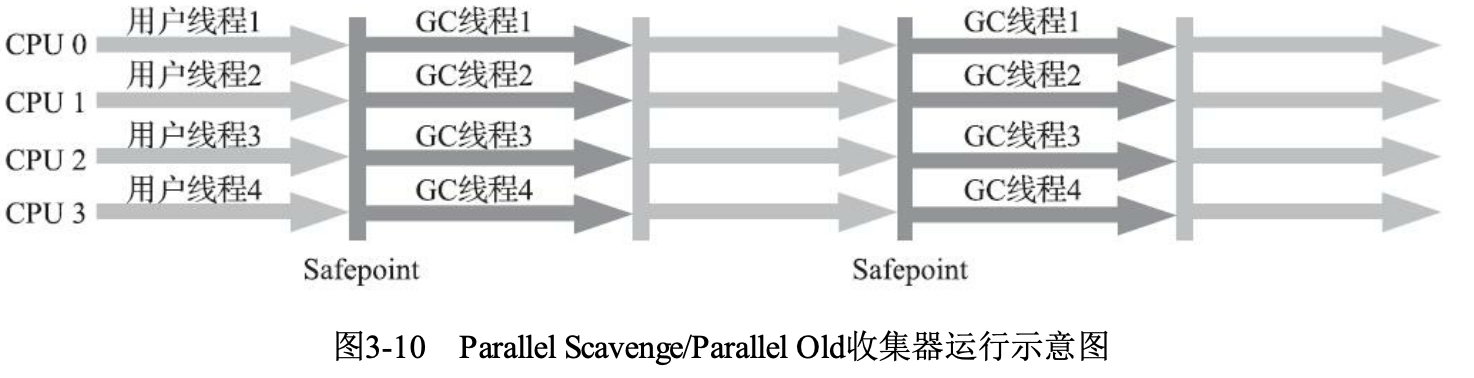 用户线程1 GC线程1 GC线程1
CPU 0
用户线程2 GC线程2 GC线程2
CPU 1
用户线程3 GC线程3 GC线程3
CPU 2
用户线程4 GC线程4 GC线程4
CPU 3
Safepoint Safepoint
图3-10 Parallel Scavenge/Parallel Old收集器运行示意图